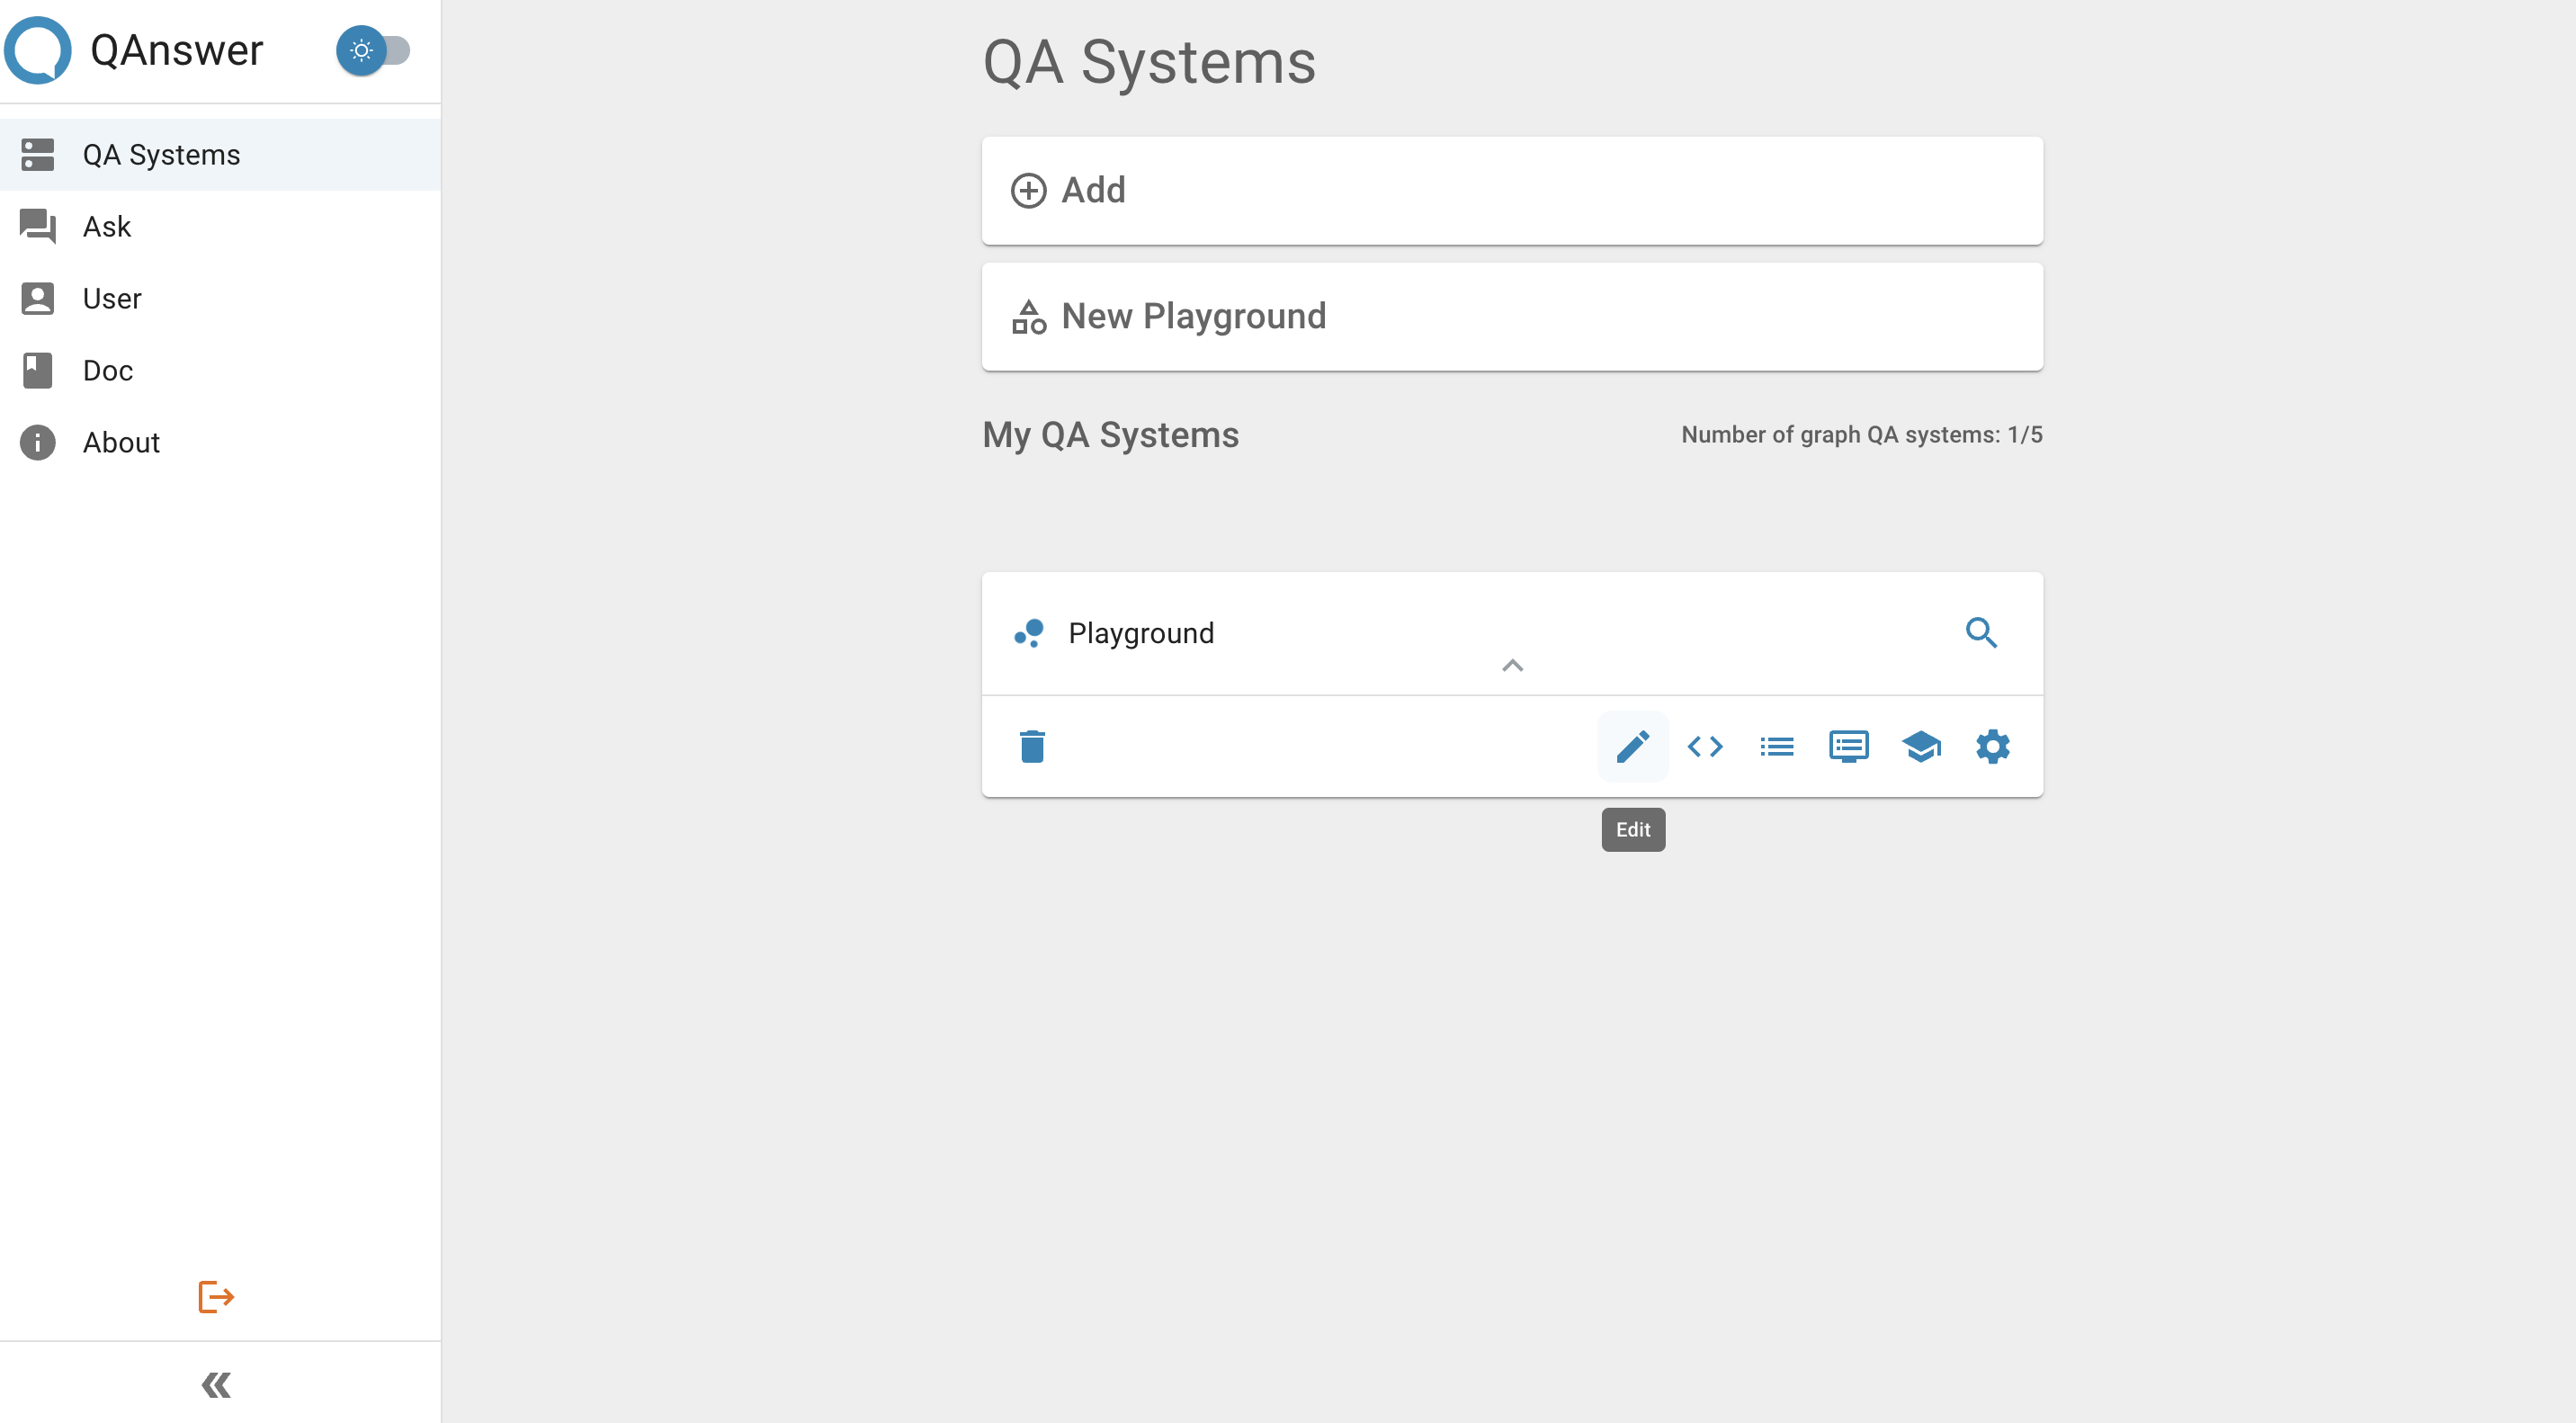 QAnswer
QA Systems
Ask
User
Doc
About
QA Systems
Add
New Playground
My QA Systems
Number of graph QA systems: 1/5
Playground
Edit